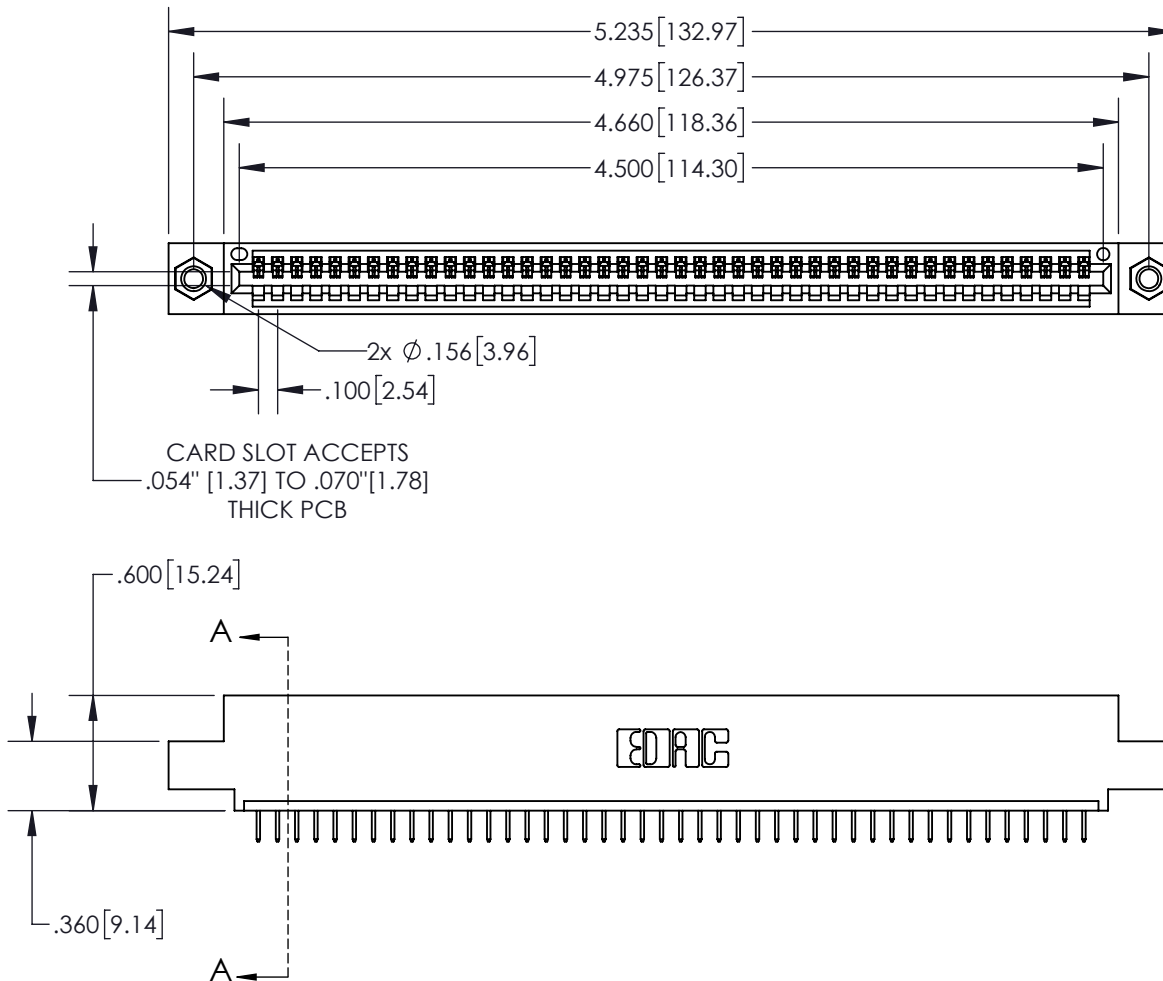 5.235[132.97]
4.975[126.37]
4.660[118.36]
4.500[114.30]
2x Ø.156[3.96]
.100[2.54]
CARD SLOT ACCEPTS
.054" [1.37] TO .070"[1.78]
THICK PCB
.600[15.24]
A
EDAC
.360[9.14]
A